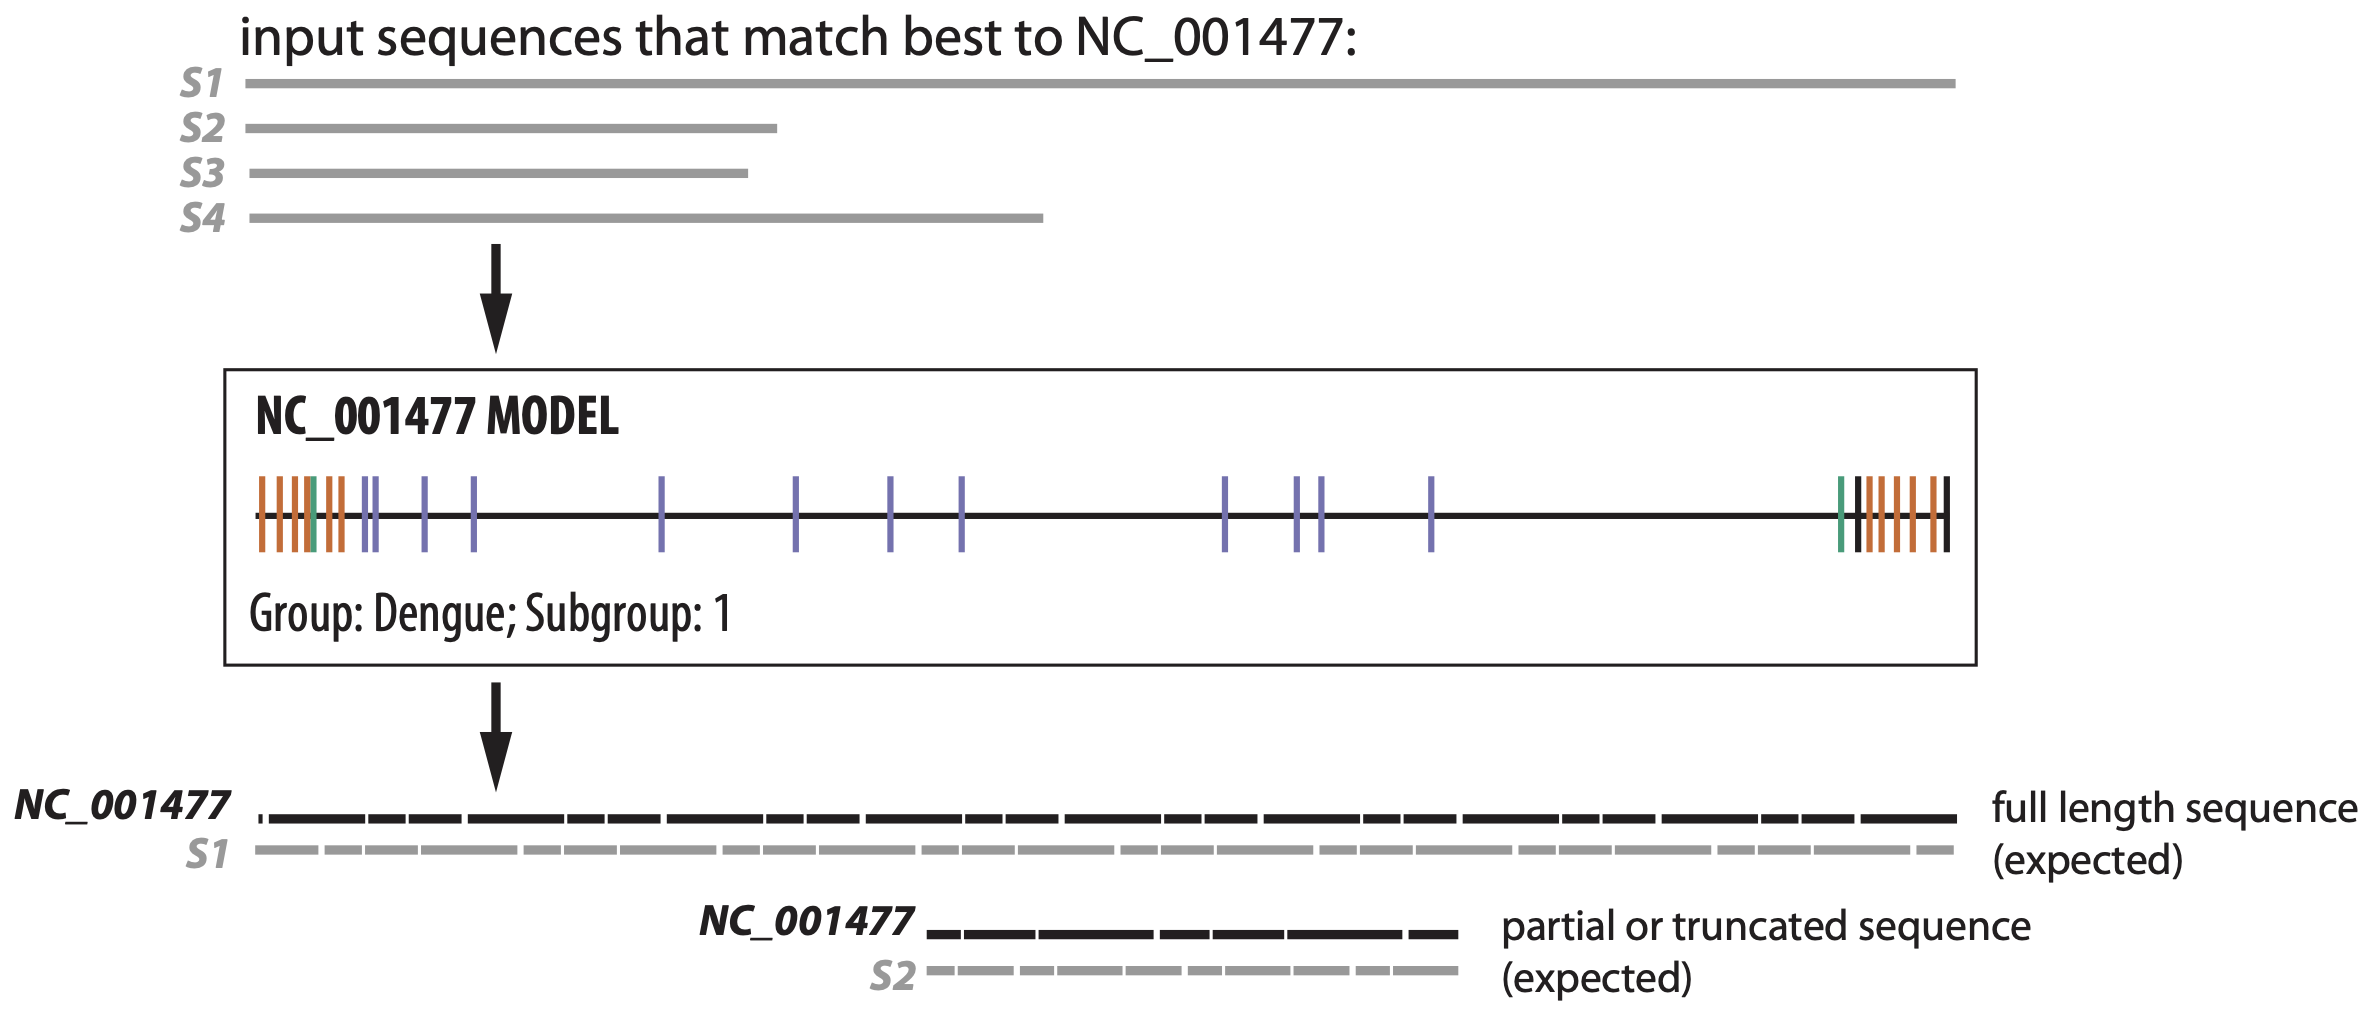 input sequences that match best to NC_001477:
S1
S2
S3
S4
NC_001477 MODEL
Group: Dengue; Subgroup: 1
NC_001477
full length sequence
S1
(expected)
NC_001477
partial or truncated sequence
S2
(expected)